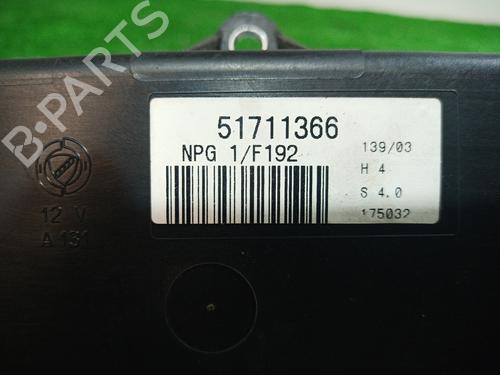 B-PARTS
51711366
NPG 1/F192
139/03
H 4
S 4.0
175032
12 V
A 131